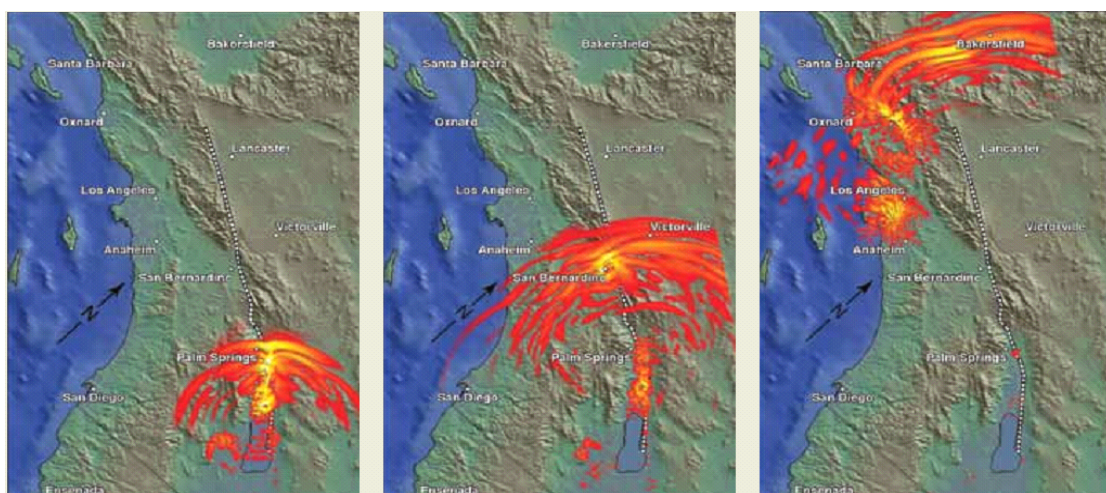 Bakersfield
Santa Barbara
Oxnard
Lancaster
Los Angeles
Victorville
Anaheim
San Bernardino
N
Palm Springs
San Diego
Ensenada
Bakersfield
Santa Barbara
Oxnard
Lancaster
Los Angeles
Victorville
Anaheim
San Bernardino
N
Palm Springs
San Diego
Ensenada
Bakersfield
Santa Barbara
Oxnard
Lancaster
Los Angeles
Victorville
Anaheim
San Bernardino
N
Palm Springs
San Diego
Ensenada